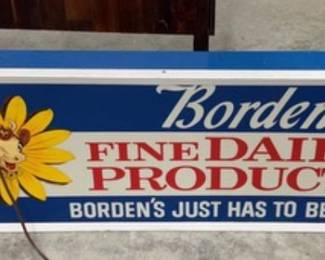 Borden
FINE DAI
PRODUCT
BORDEN'S JUST HAS TO BE